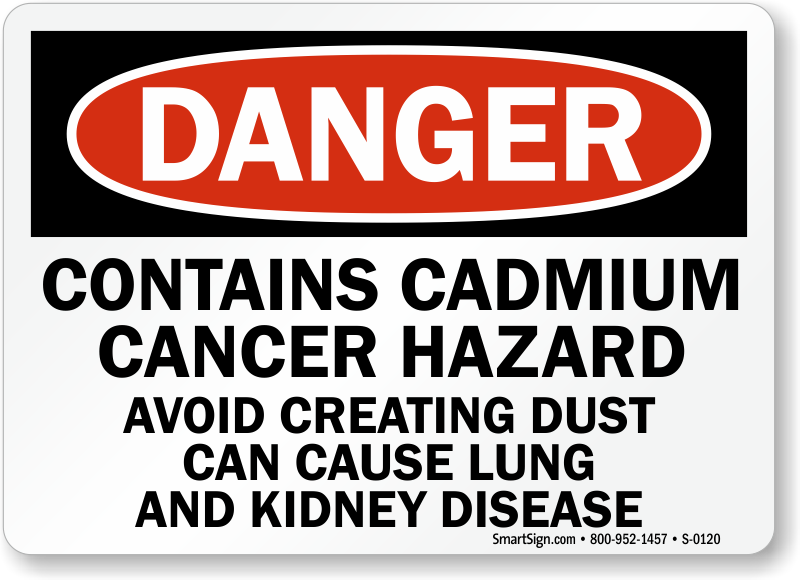 DANGER
CONTAINS CADMIUM
CANCER HAZARD
AVOID CREATING DUST
CAN CAUSE LUNG
AND KIDNEY DISEASE
SmartSign.com • 800-952-1457 • S-0120